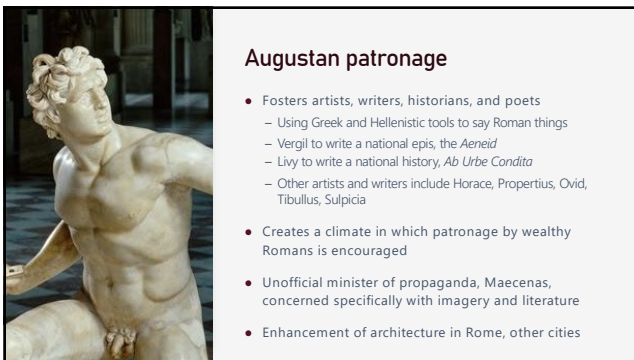 Augustan patronage
• Fosters artists, writers, historians, and poets
– Using Greek and Hellenistic tools to say Roman things
– Vergil to write a national epis, the Aeneid
– Livy to write a national history, Ab Urbe Condita
– Other artists and writers include Horace, Propertius, Ovid,
Tibullus, Sulpicia
• Creates a climate in which patronage by wealthy
Romans is encouraged
• Unofficial minister of propaganda, Maecenas,
concerned specifically with imagery and literature
• Enhancement of architecture in Rome, other cities